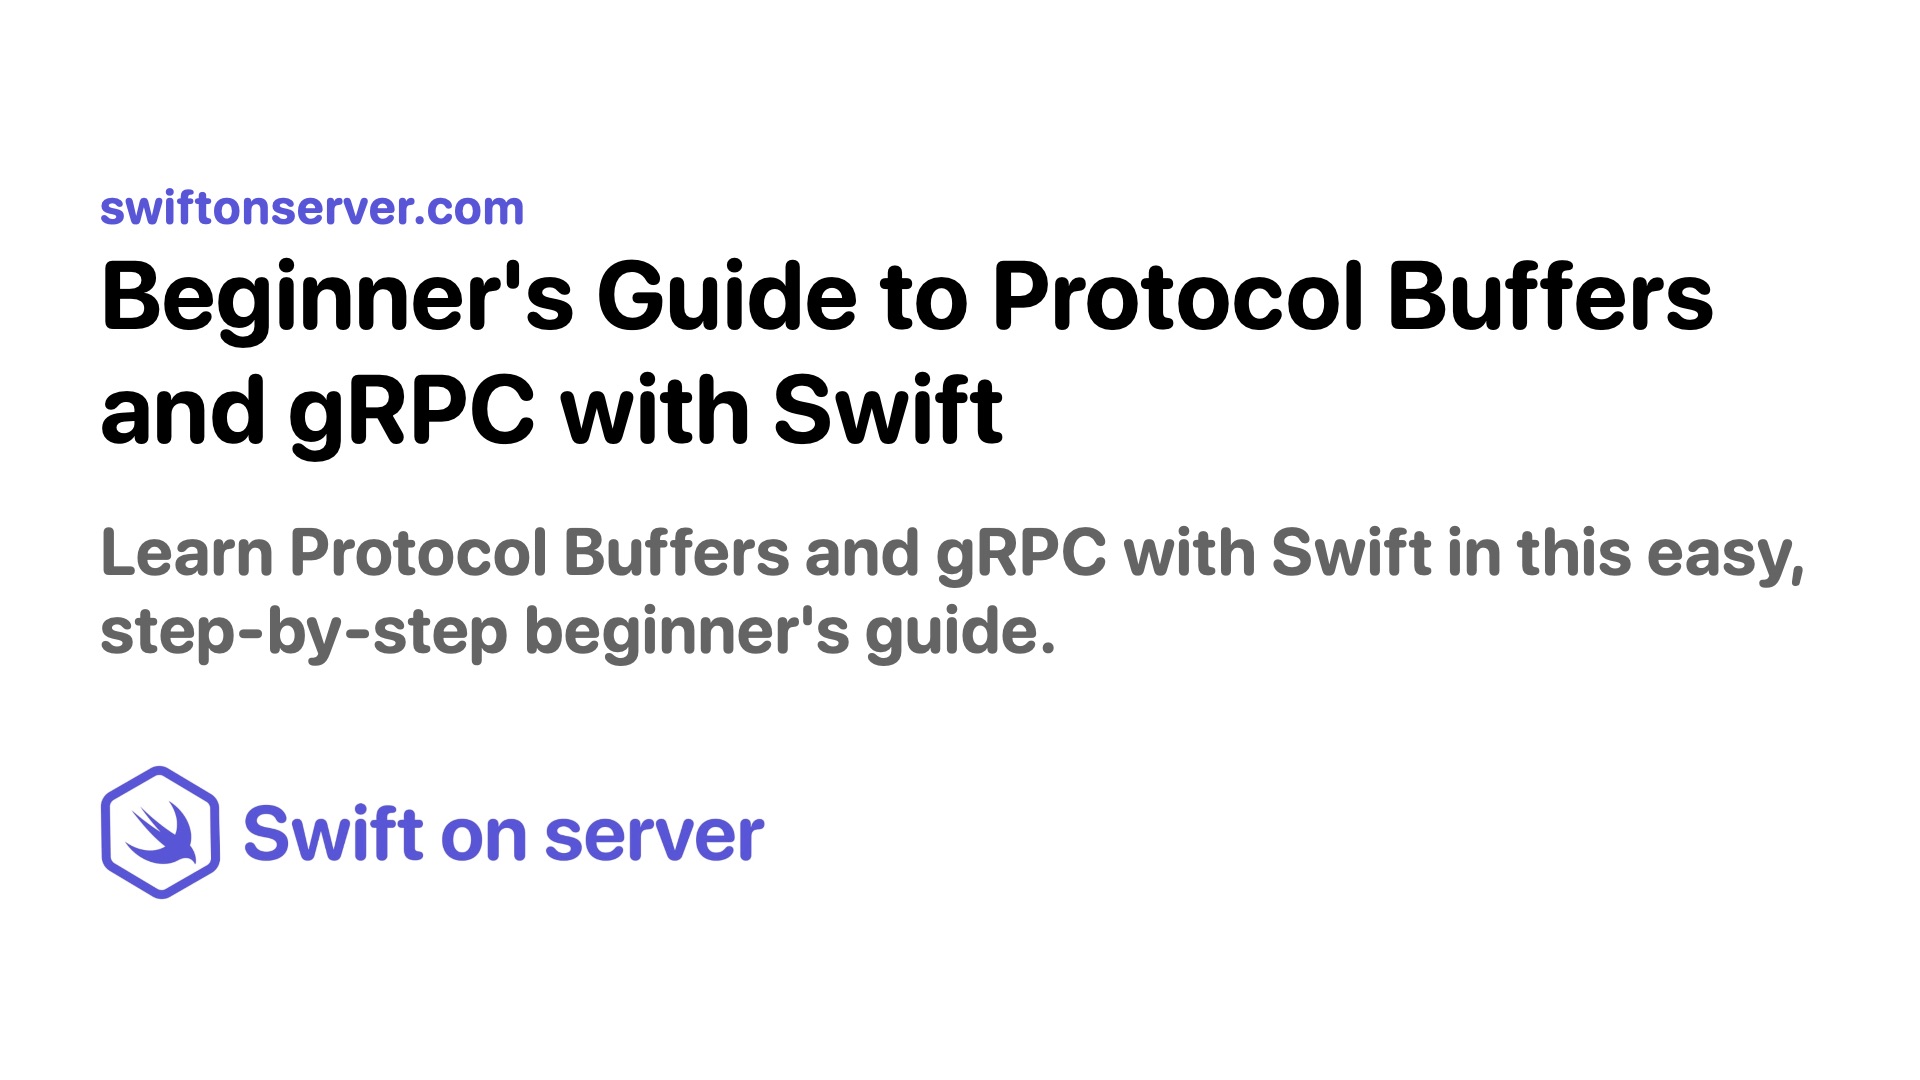 swiftonserver.com
Beginner's Guide to Protocol Buffers
and gRPC with Swift
Learn Protocol Buffers and gRPC with Swift in this easy,
step-by-step beginner's guide.
Swift on server